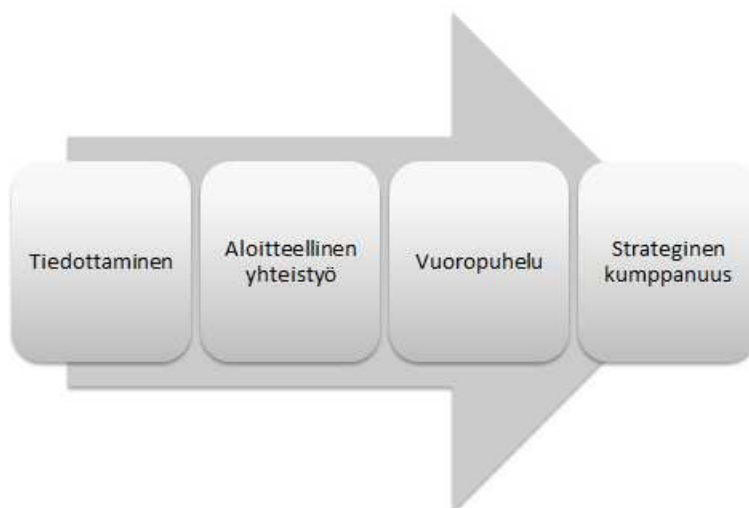 Tiedottaminen
Aloitteellinen
yhteistyö
Vuoropuhelu
Strateginen
kumppanuus